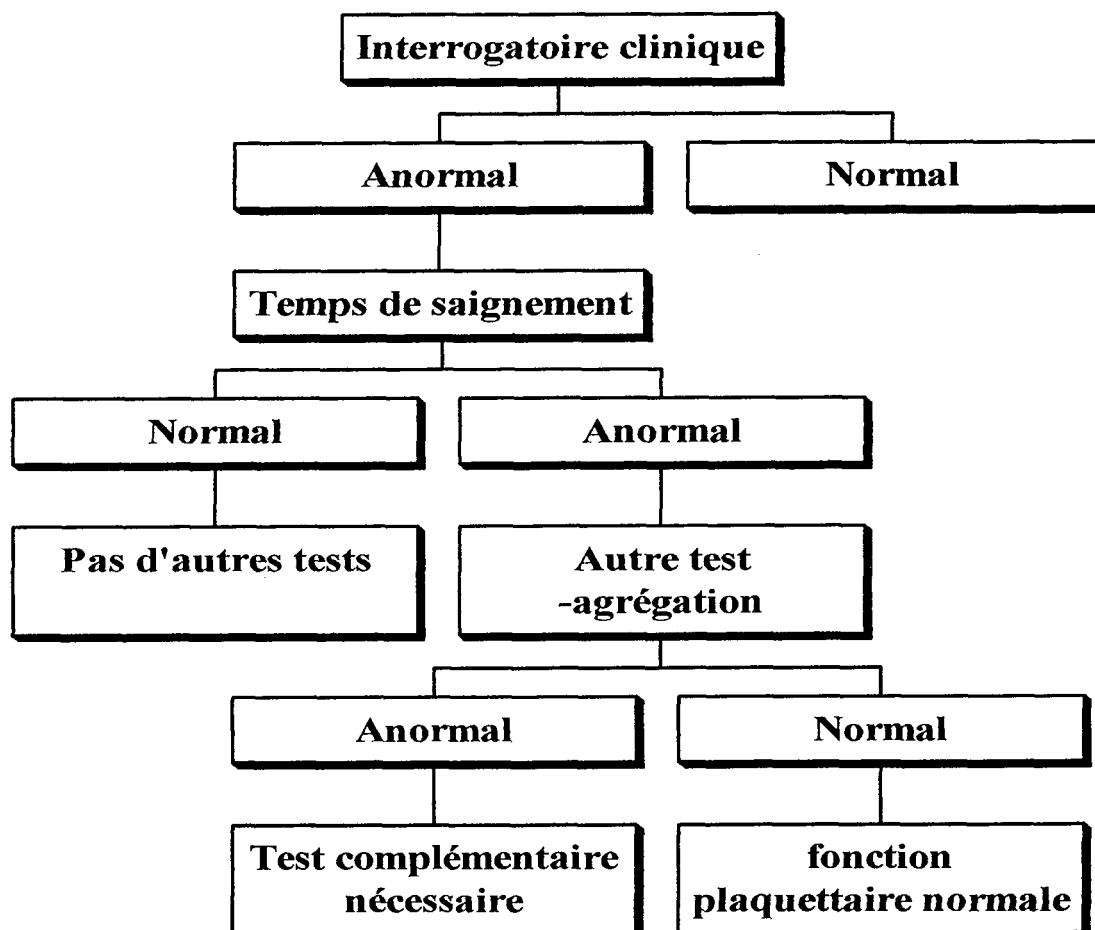 Interrogatoire clinique
Anormal
Normal
Temps de saignement
Normal
Anormal
Pas d'autres tests
Autre test
-agrégation
Anormal
Normal
Test complémentaire
nécessaire
fonction
plaquettaire normale